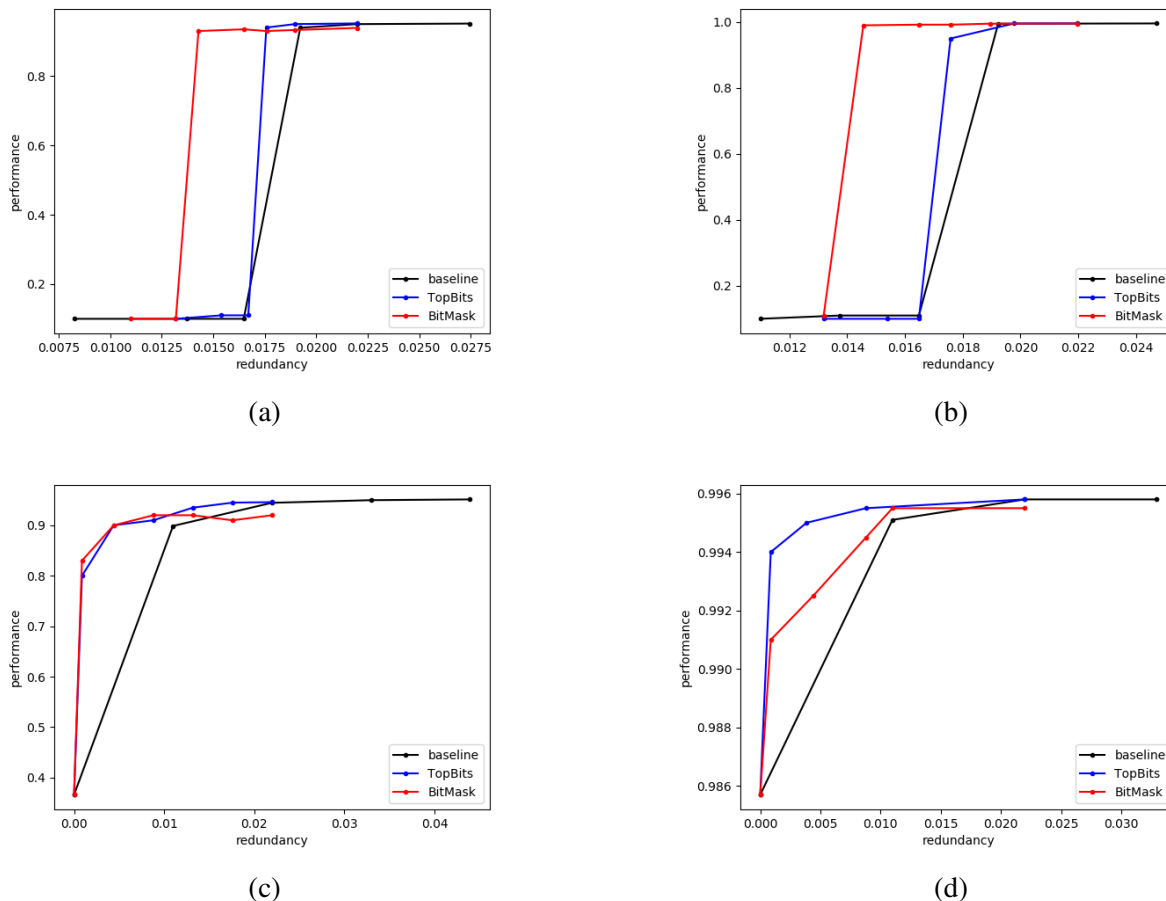 performance
0.8
0.6
0.4
0.2
baseline
TopBits
BitMask
0.0075 0.0100 0.0125 0.0150 0.0175 0.0200 0.0225 0.0250 0.0275
redundancy
(a)
performance
1.0
0.8
0.6
0.4
0.2
baseline
TopBits
BitMask
0.012 0.014 0.016 0.018 0.020 0.022 0.024
redundancy
(b)
performance
0.9
0.8
0.7
0.6
0.5
0.4
baseline
TopBits
BitMask
0.00 0.01 0.02 0.03 0.04
redundancy
(c)
performance
0.996
0.994
0.992
0.990
0.988
0.986
baseline
TopBits
BitMask
0.000 0.005 0.010 0.015 0.020 0.025 0.030
redundancy
(d)